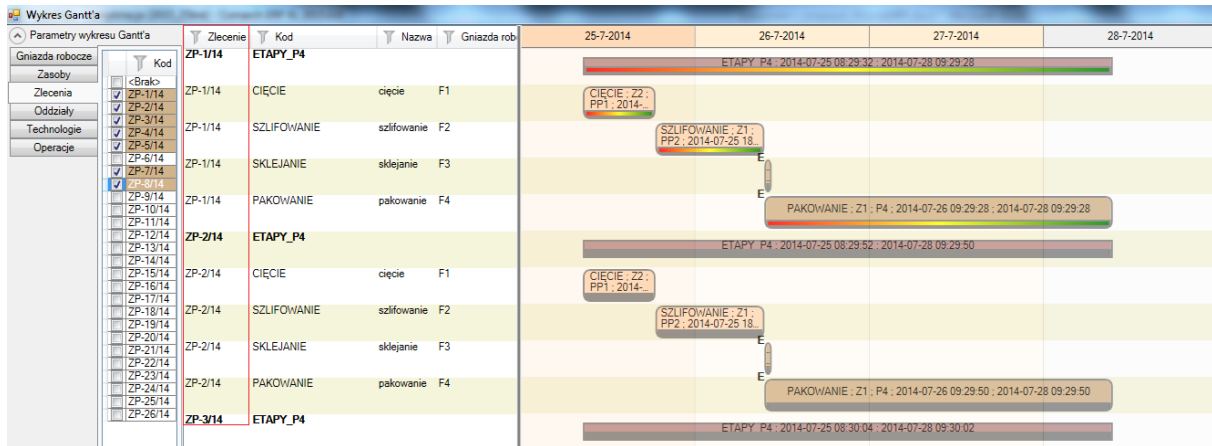 Wykres Gantt'a
Parametry wykresu Gantt'a
Gniazda robocze
Zasoby
Zlecenia
Oddziały
Technologie
Operacje
Kod
<Brak>
ZP-1/14
ZP-2/14
ZP-3/14
ZP-4/14
ZP-5/14
ZP-6/14
ZP-7/14
ZP-8/14
ZP-9/14
ZP-10/14
ZP-11/14
ZP-12/14
ZP-13/14
ZP-14/14
ZP-15/14
ZP-16/14
ZP-17/14
ZP-18/14
ZP-19/14
ZP-20/14
ZP-21/14
ZP-22/14
ZP-23/14
ZP-24/14
ZP-25/14
ZP-26/14
Zlecenie Kod Nazwa Gniazda rob
ZP-1/14 ETAPY_P4
ZP-1/14 CIĘCIE cięcie F1
ZP-1/14 SZLIFOWANIE szlifowanie F2
ZP-1/14 SKLEJANIE sklejanie F3
ZP-1/14 PAKOWANIE pakowanie F4
ZP-2/14 ETAPY_P4
ZP-2/14 CIĘCIE cięcie F1
ZP-2/14 SZLIFOWANIE szlifowanie F2
ZP-2/14 SKLEJANIE sklejanie F3
ZP-2/14 PAKOWANIE pakowanie F4
ZP-3/14 ETAPY_P4
25-7-2014 26-7-2014 27-7-2014 28-7-2014
ETAPY_P4 ; 2014-07-25 08:29:32 ; 2014-07-28 09:29:28
CIĘCIE ; Z2 ;
PP1 ; 2014-...
SZLIFOWANIE ; Z1 ;
PP2 ; 2014-07-25 18...
E
E
PAKOWANIE ; Z1 ; P4 ; 2014-07-26 09:29:28 ; 2014-07-28 09:29:28
ETAPY_P4 ; 2014-07-25 08:29:52 ; 2014-07-28 09:29:50
CIĘCIE ; Z2 ;
PP1 ; 2014-...
SZLIFOWANIE ; Z1 ;
PP2 ; 2014-07-25 18...
E
E
PAKOWANIE ; Z1 ; P4 ; 2014-07-26 09:29:50 ; 2014-07-28 09:29:50
ETAPY_P4 ; 2014-07-25 08:30:04 ; 2014-07-28 09:30:02